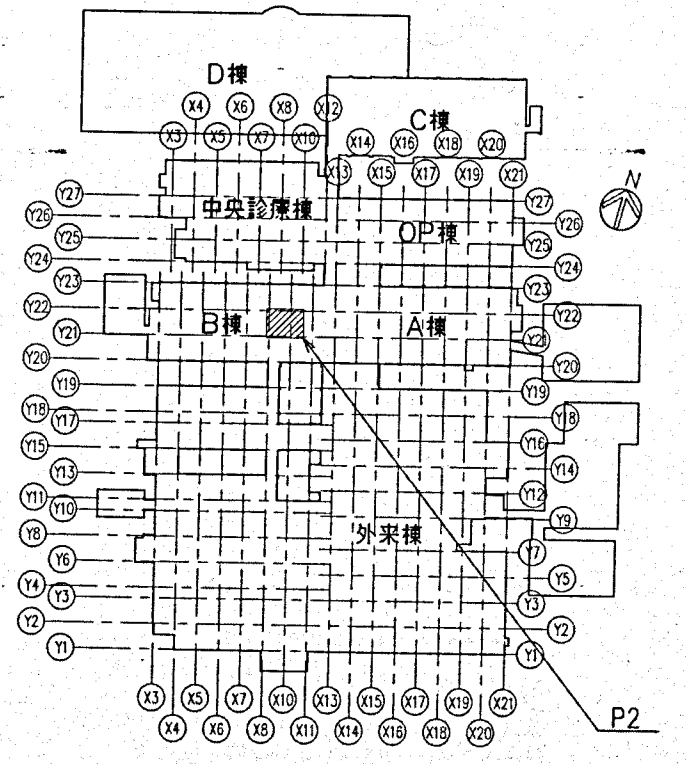 D棟
X4
X6
X8
X12
C棟
X3
X5
X7
X10
X14
X16
X18
X20
X13
X15
X17
X19
X21
N
Y27
中央診療棟
Y27
Y26
OP棟
Y26
Y25
Y25
Y24
Y24
Y23
Y23
Y22
B棟
A棟
Y22
Y21
Y21
Y20
Y20
Y19
Y19
Y18
Y18
Y17
Y15
Y16
Y13
Y14
Y11
Y12
Y10
Y9
Y8
外来棟
Y7
Y6
Y5
Y4
Y3
Y3
Y2
Y2
Y1
Y1
X3
X5
X7
X10
X13
X15
X17
X19
X21
X4
X6
X8
X11
X14
X16
X18
X20
P2